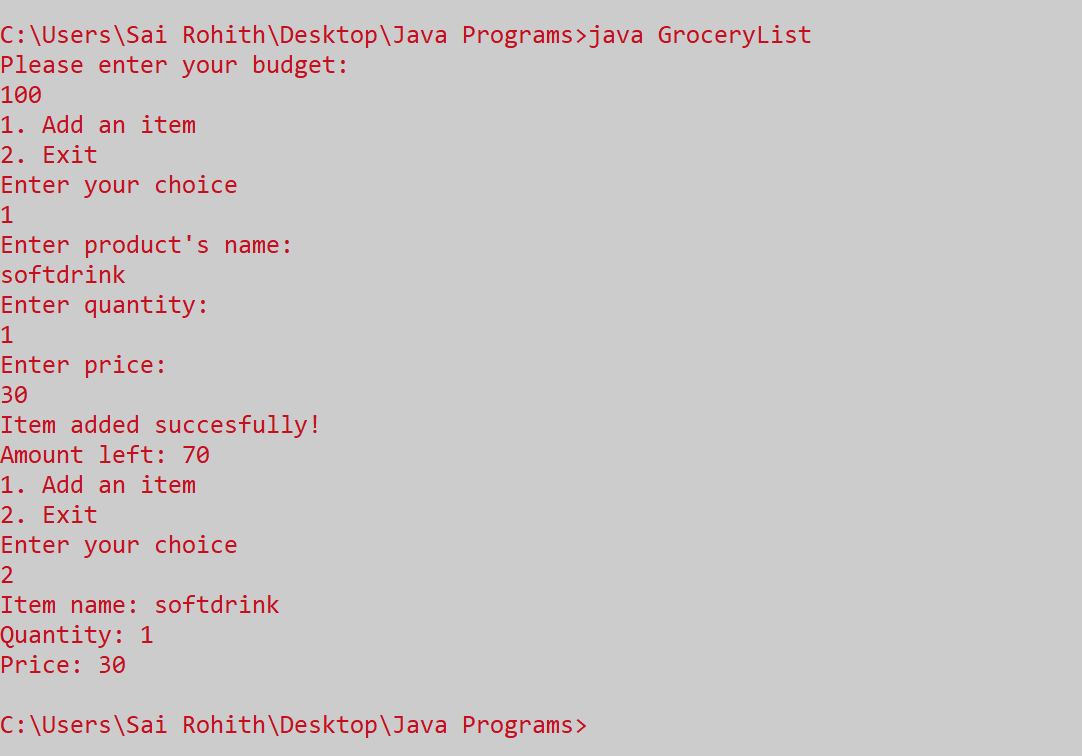 C:\Users\Sai Rohith\Desktop\Java Programs>java GroceryList
Please enter your budget:
100
1. Add an item
2. Exit
Enter your choice
1
Enter product's name:
softdrink
Enter quantity:
1
Enter price:
30
Item added succesfully!
Amount left: 70
1. Add an item
2. Exit
Enter your choice
2
Item name: softdrink
Quantity: 1
Price: 30
C:\Users\Sai Rohith\Desktop\Java Programs>